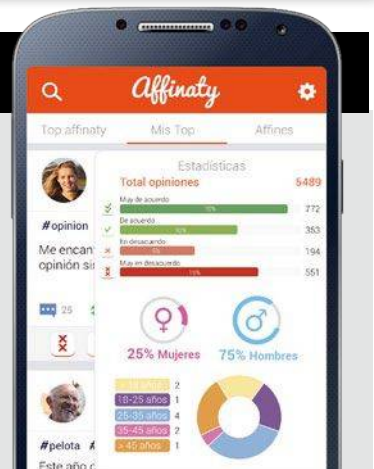 Affinaty
Top affinaty Mis Top Affines
Estadísticas
Total opiniones 5489
Muy de acuerdo
772
De acuerdo
353
En desacuerdo
194
Muy en desacuerdo
551
#opinion
Me encan
opinión si
25
25% Mujeres 75% Hombres
años 2
18-25 años 1
25-35 años 4
35-45 años 2
> 45 años 1
#pelota #
Este año c